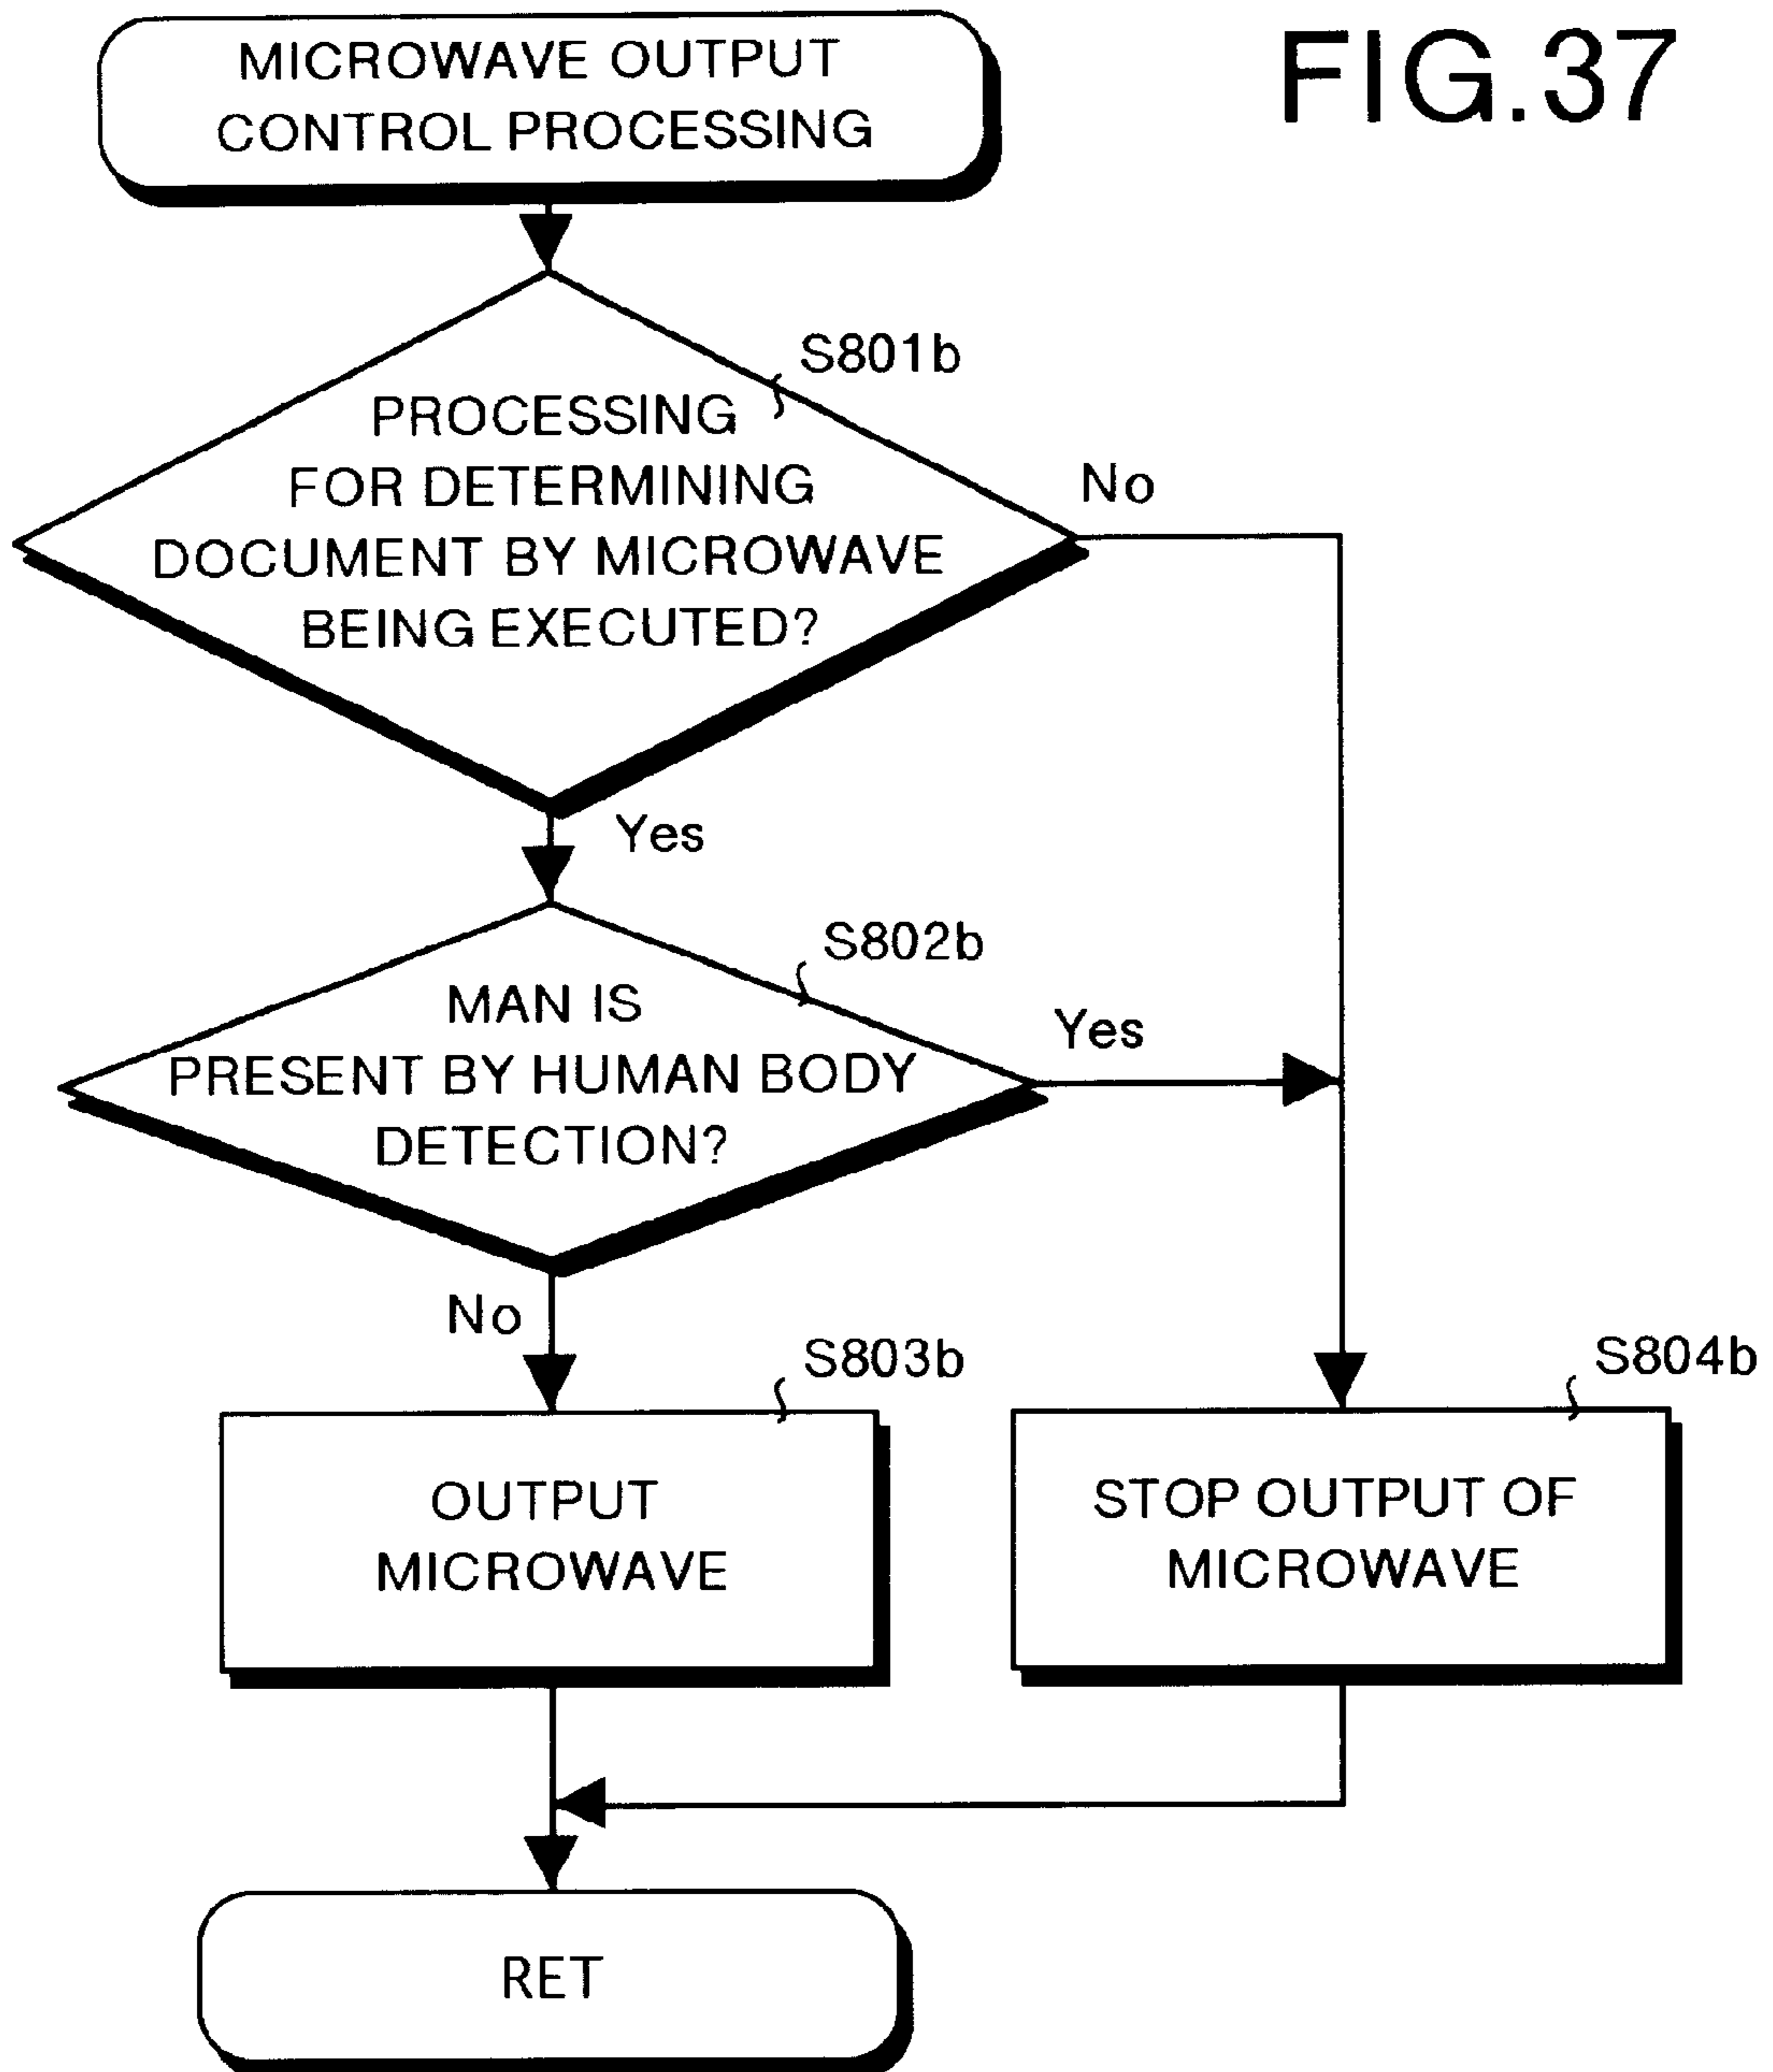 FIG.37
MICROWAVE OUTPUT
CONTROL PROCESSING
S801b
PROCESSING
FOR DETERMINING
DOCUMENT BY MICROWAVE
BEING EXECUTED?
No
Yes
S802b
MAN IS
PRESENT BY HUMAN BODY
DETECTION?
Yes
No
S803b
OUTPUT
MICROWAVE
S804b
STOP OUTPUT OF
MICROWAVE
RET